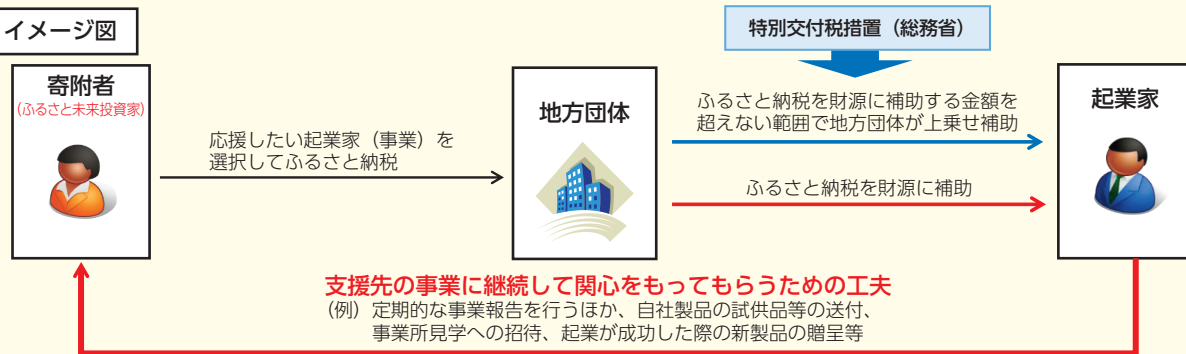 イメージ図
特別交付税措置（総務省）
寄附者
（ふるさと未来投資家）
地方団体
起業家
応援したい起業家（事業）を
選択してふるさと納税
ふるさと納税を財源に補助する金額を
超えない範囲で地方団体が上乗せ補助
ふるさと納税を財源に補助
支援先の事業に継続して関心をもってもらうための工夫
（例）定期的な事業報告を行うほか、自社製品の試供品等の送付、
事業所見学への招待、起業が成功した際の新製品の贈呈等